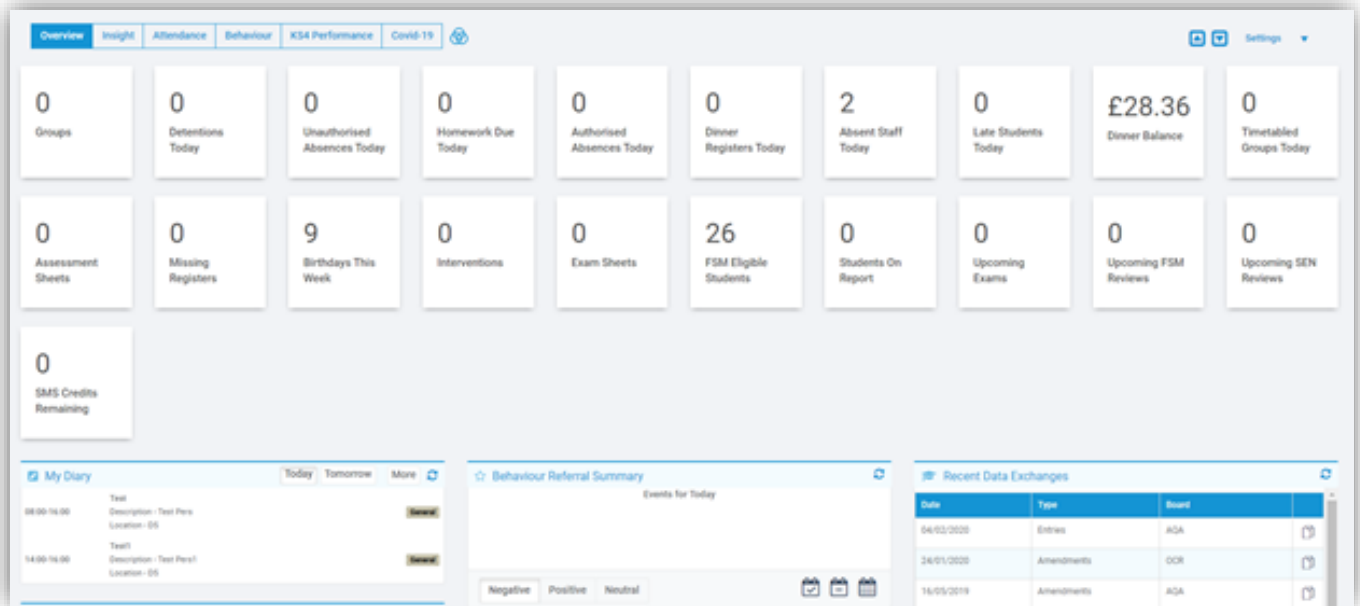 Overview Insight Attendance Behaviour KS4 Performance Covid-19 Settings
0
Groups
0
Detentions
Today
0
Unauthorised
Absences Today
0
Homework Due
Today
0
Authorised
Absences Today
0
Dinner
Registers Today
2
Absent Staff
Today
0
Late Students
Today
£28.36
Dinner Balance
0
Timetabled
Groups Today
0
Assessment
Sheets
0
Missing
Registers
9
Birthdays This
Week
0
Interventions
0
Exam Sheets
26
FSM Eligible
Students
0
Students On
Report
0
Upcoming
Exams
0
Upcoming FSM
Reviews
0
Upcoming SEN
Reviews
0
SMS Credits
Remaining
My Diary Today Tomorrow More
Test
08:00-16:00 Description - Test Pers General
Location - DS
Test1
14:00-16:00 Description - Test Pers1 General
Location - DS
Behaviour Referral Summary
Events for Today
Negative Positive Neutral
Recent Data Exchanges
Date Type Board
04/02/2020 Entries AQA
24/01/2020 Amendments OCR
16/05/2019 Amendments AQA